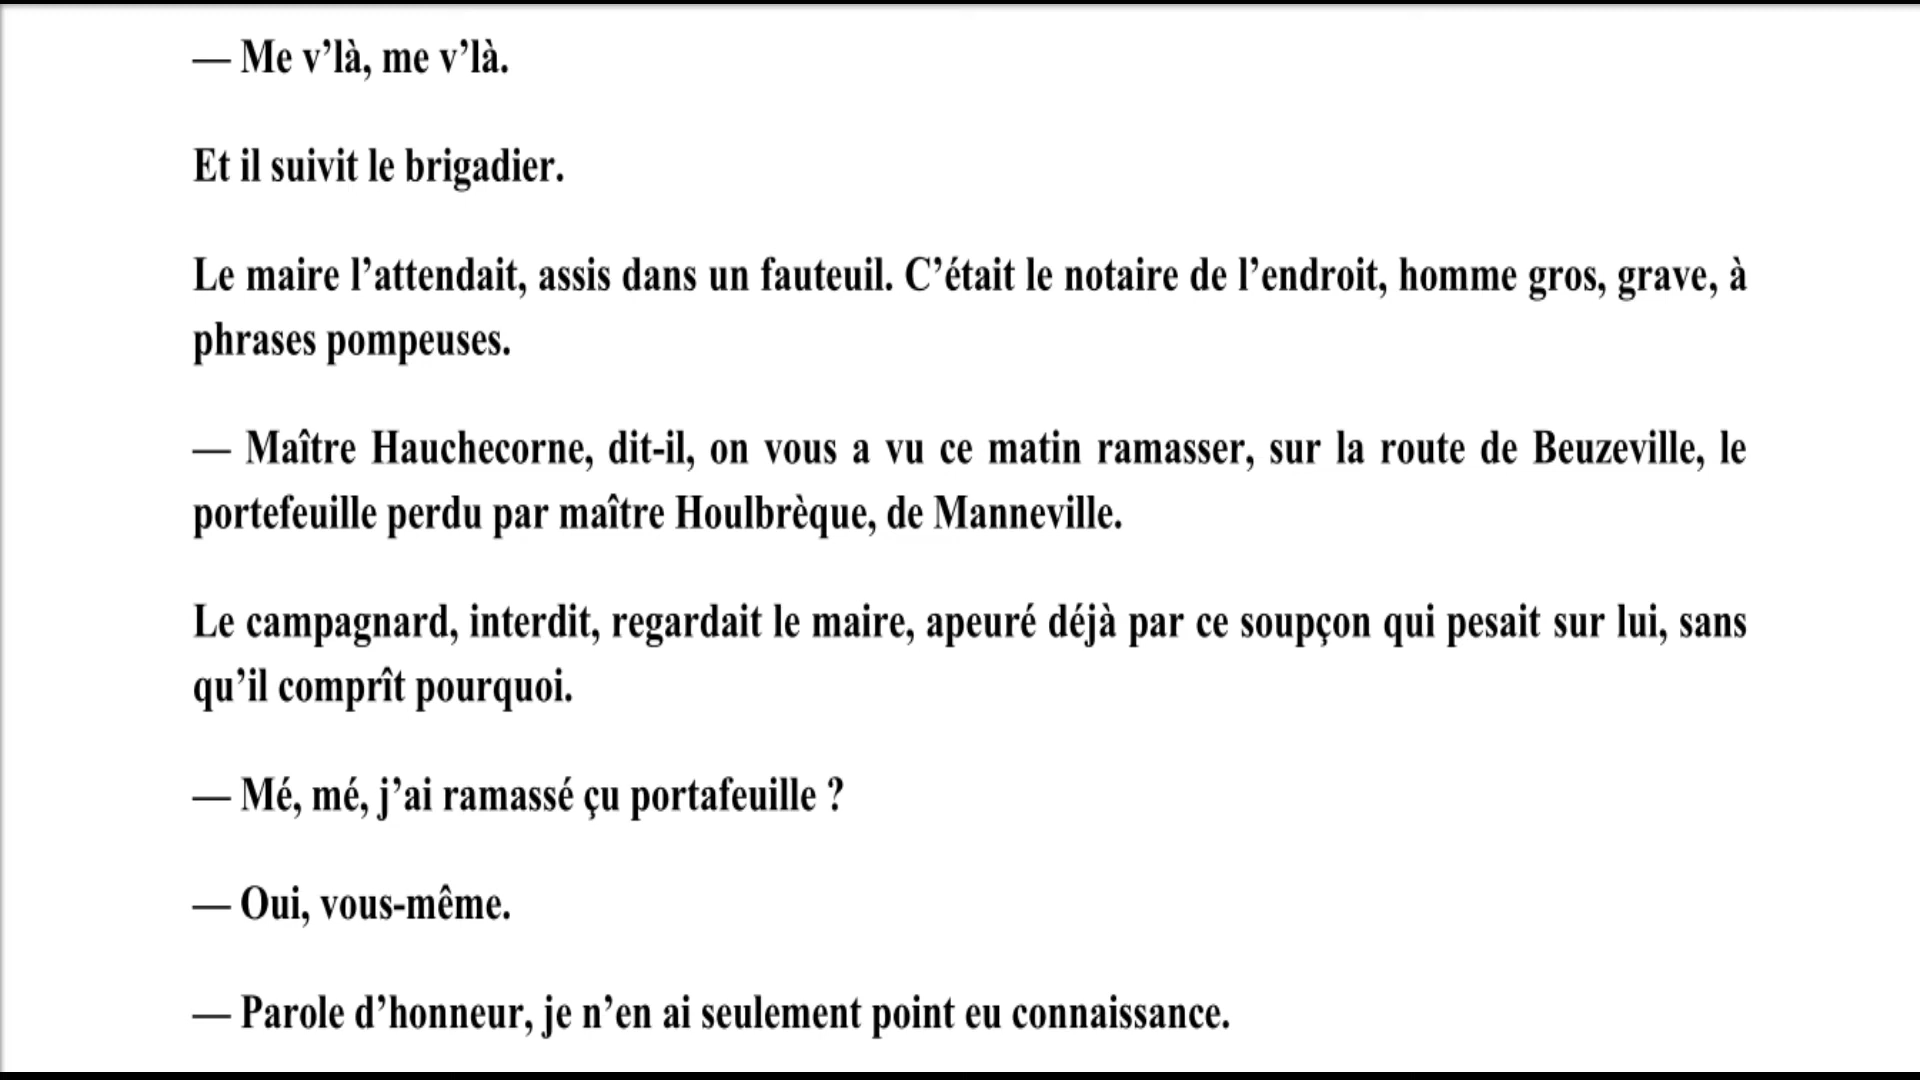 — Me v’là, me v’là.
Et il suivit le brigadier.
Le maire l’attendait, assis dans un fauteuil. C’était le notaire de l’endroit, homme gros, grave, à
phrases pompeuses.
— Maître Hauchecorne, dit-il, on vous a vu ce matin ramasser, sur la route de Beuzeville, le
portefeuille perdu par maître Houlbrèque, de Manneville.
Le campagnard, interdit, regardait le maire, apeuré déjà par ce soupçon qui pesait sur lui, sans
qu’il comprît pourquoi.
— Mé, mé, j’ai ramassé çu portafeuille ?
— Oui, vous-même.
— Parole d’honneur, je n’en ai seulement point eu connaissance.